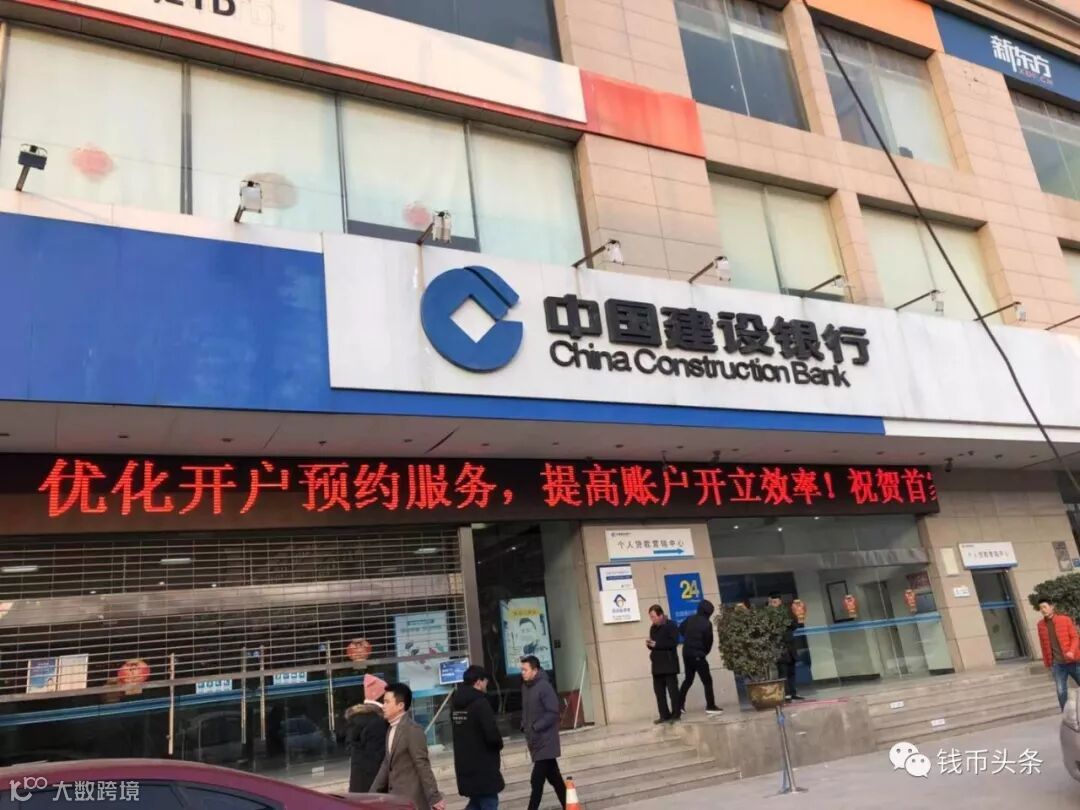 LTD
新东方
中国建设银行
China Construction Bank
优化开户预约服务，提高账户开立效率！祝贺首家
个人贷款营销中心
个人贷款营销中心
24
钱币头条
大数跨境